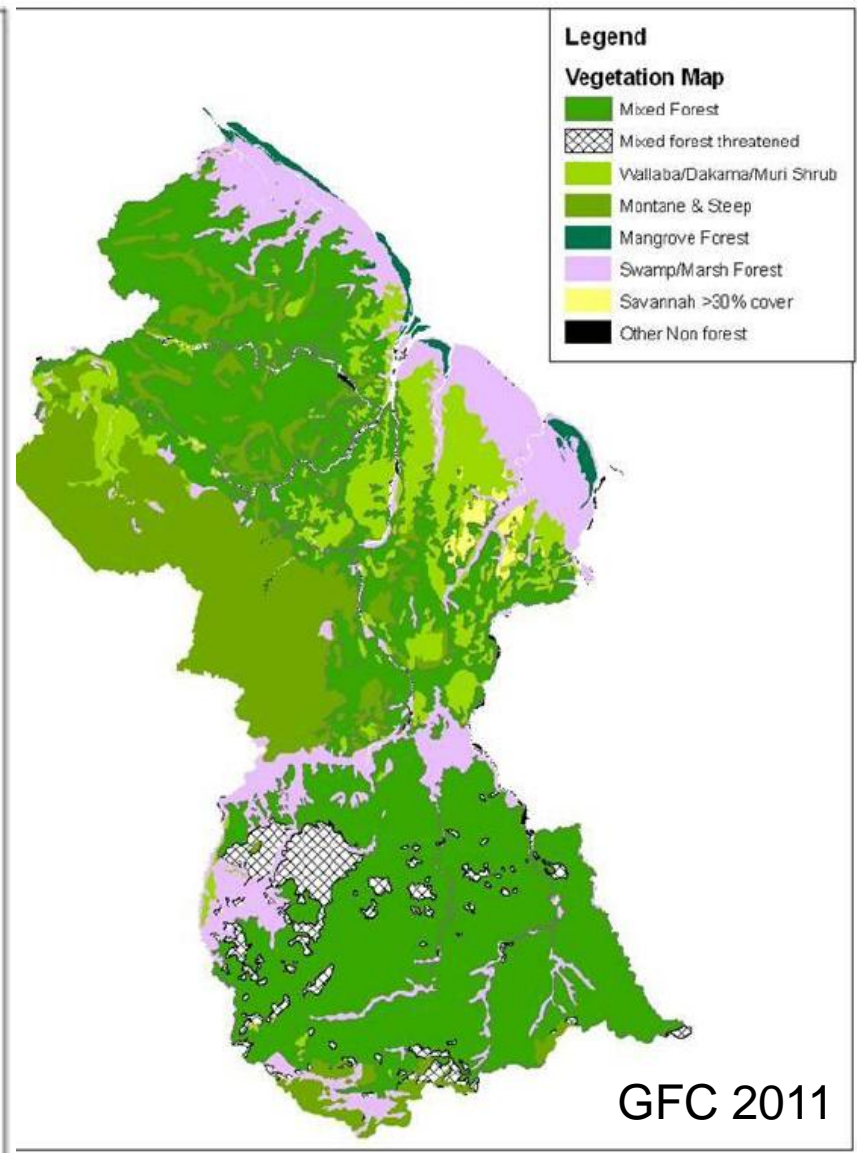 Legend
Vegetation Map
Mixed Forest
Mixed forest threatened
Wallaba/Dakama/Muri Shrub
Montane & Steep
Mangrove Forest
Swamp/Marsh Forest
Savannah >30% cover
Other Non forest
GFC 2011